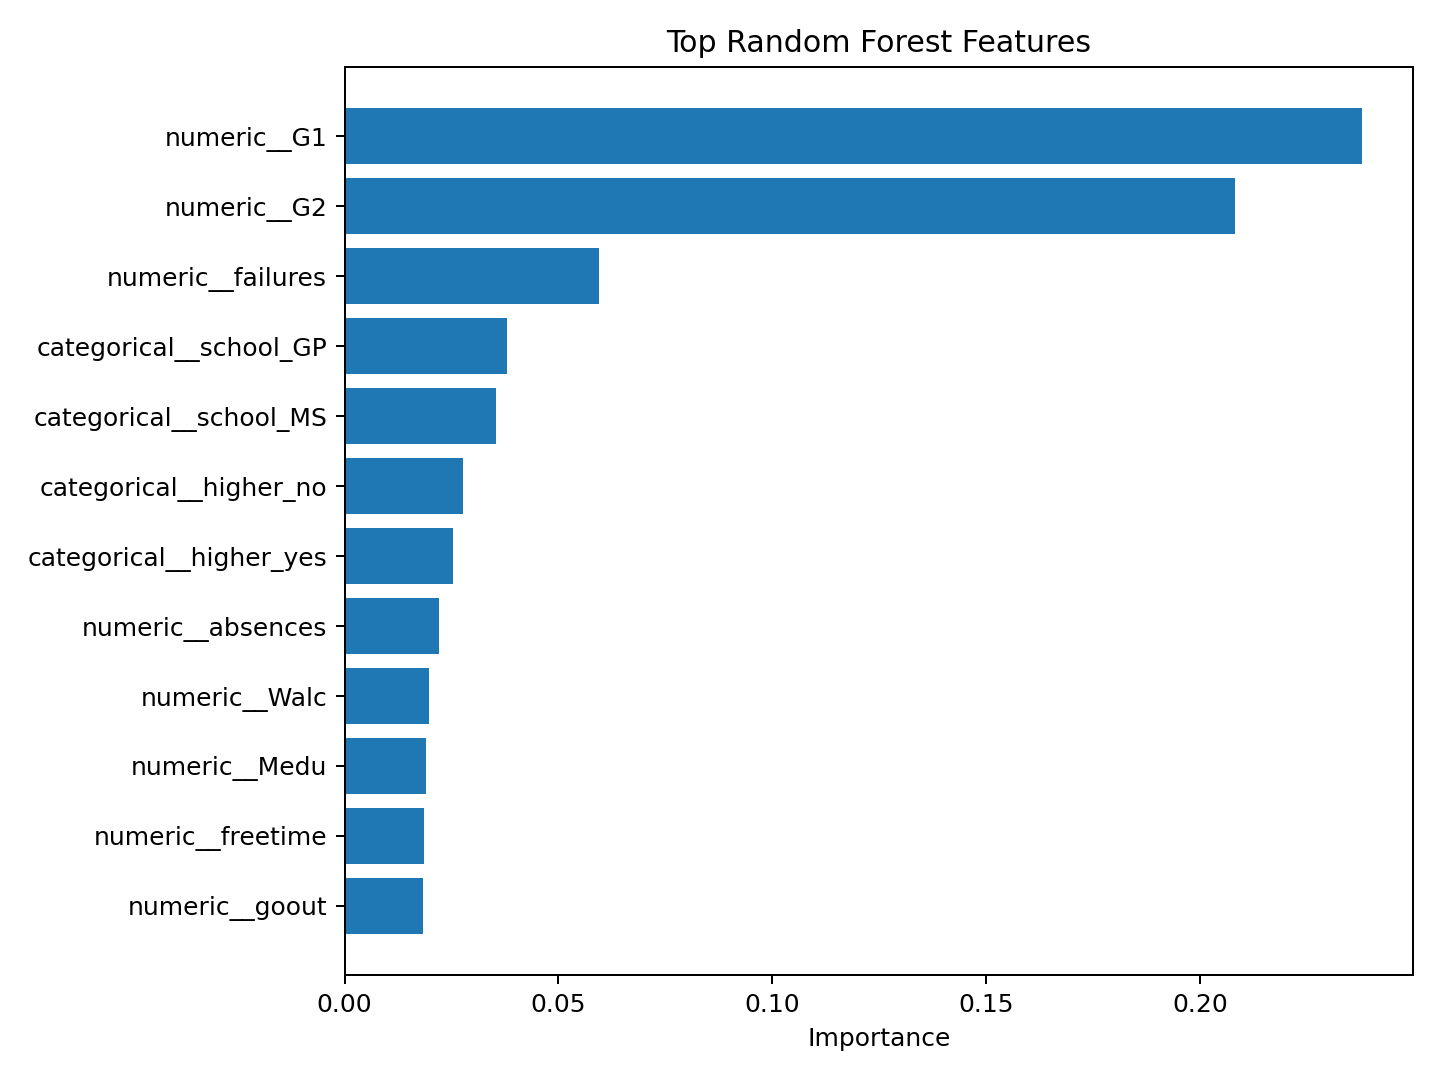 Top Random Forest Features
numeric__G1
numeric__G2
numeric__failures
categorical__school_GP
categorical__school_MS
categorical__higher_no
categorical__higher_yes
numeric__absences
numeric__Walc
numeric__Medu
numeric__freetime
numeric__goout
0.00 0.05 0.10 0.15 0.20
Importance